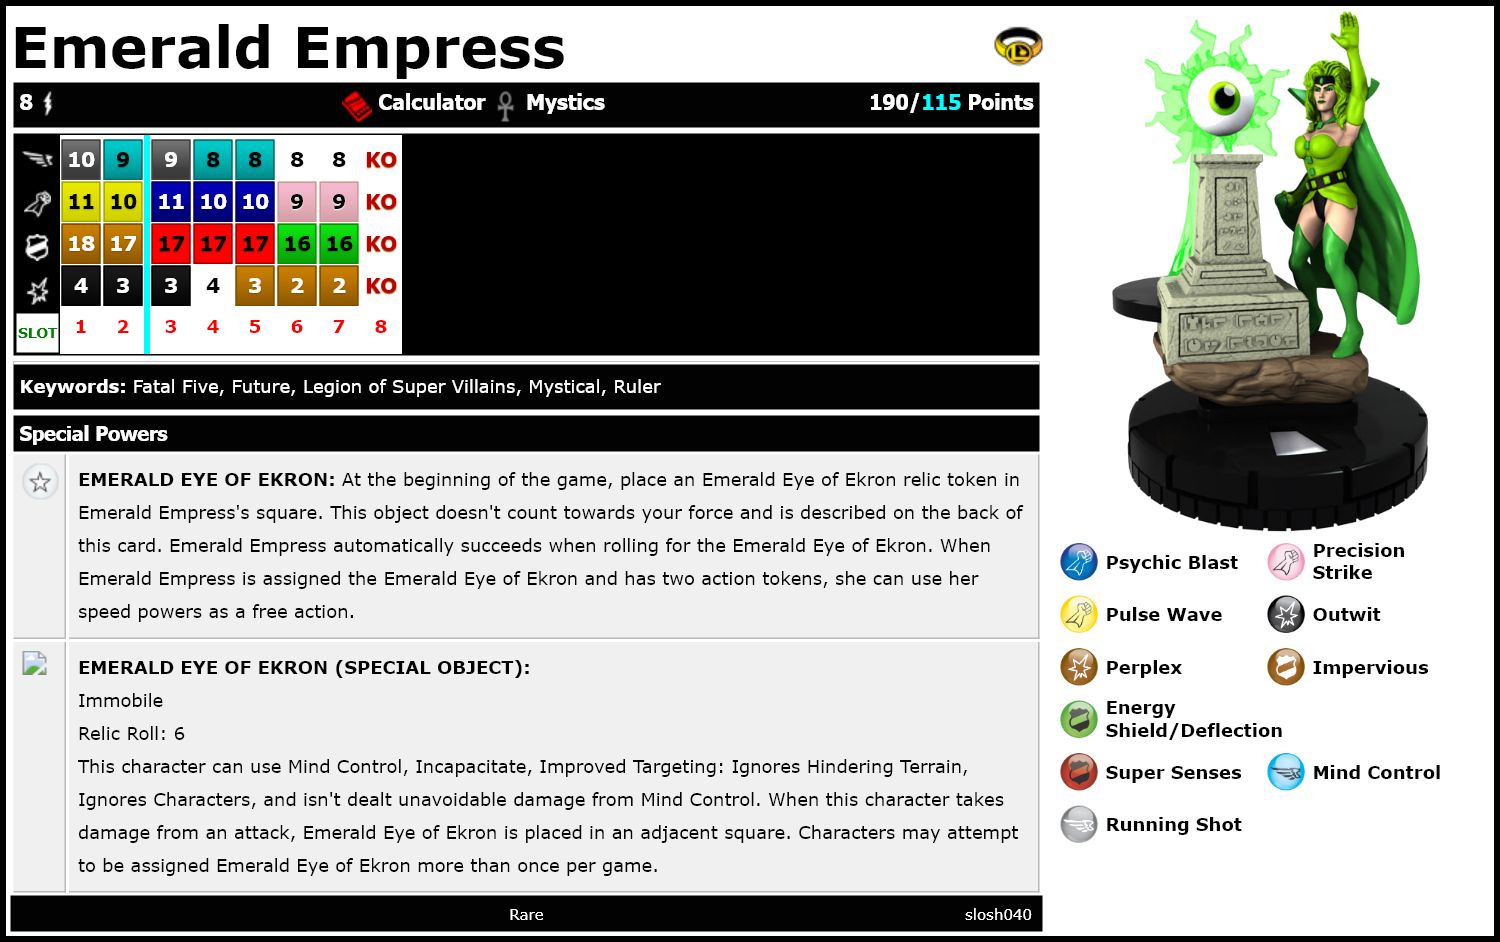 Emerald Empress
8 Calculator Mystics 190/115 Points
10 9 9 8 8 8 8 KO
11 10 11 10 10 9 9 KO
18 17 17 17 17 16 16 KO
4 3 3 4 3 2 2 KO
SLOT 1 2 3 4 5 6 7 8
Keywords: Fatal Five, Future, Legion of Super Villains, Mystical, Ruler
Special Powers
EMERALD EYE OF EKRON: At the beginning of the game, place an Emerald Eye of Ekron relic token in
Emerald Empress's square. This object doesn't count towards your force and is described on the back of
this card. Emerald Empress automatically succeeds when rolling for the Emerald Eye of Ekron. When
Emerald Empress is assigned the Emerald Eye of Ekron and has two action tokens, she can use her
speed powers as a free action.
EMERALD EYE OF EKRON (SPECIAL OBJECT):
Immobile
Relic Roll: 6
This character can use Mind Control, Incapacitate, Improved Targeting: Ignores Hindering Terrain,
Ignores Characters, and isn't dealt unavoidable damage from Mind Control. When this character takes
damage from an attack, Emerald Eye of Ekron is placed in an adjacent square. Characters may attempt
to be assigned Emerald Eye of Ekron more than once per game.
Rare slosh040
Psychic Blast
Precision
Strike
Pulse Wave
Outwit
Perplex
Impervious
Energy
Shield/Deflection
Super Senses
Mind Control
Running Shot